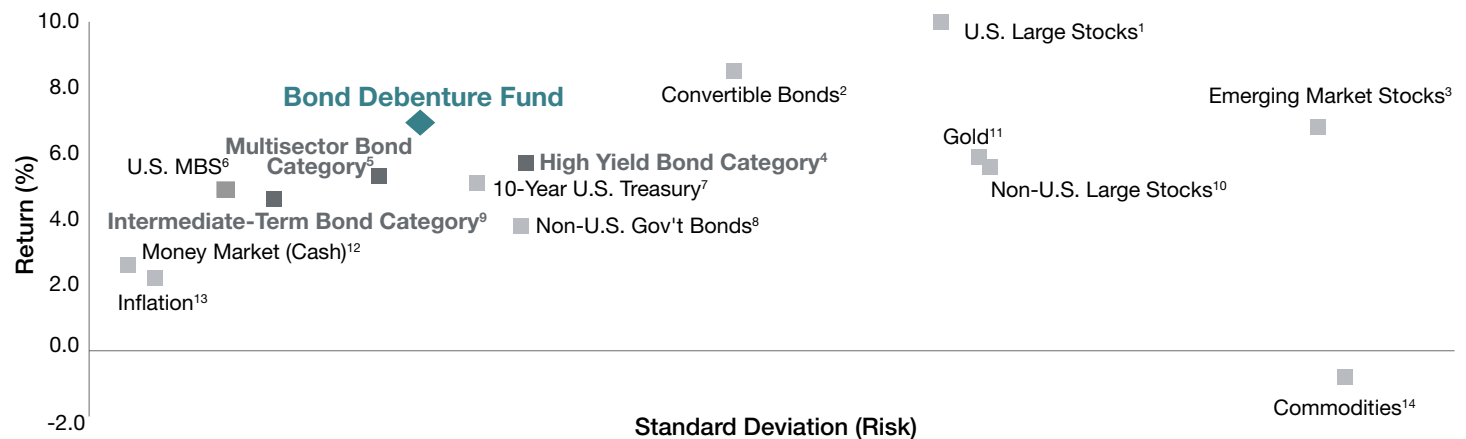 10.0
U.S. Large Stocks¹
8.0
Convertible Bonds²
Bond Debenture Fund
Emerging Market Stocks³
6.0
Multisector Bond
Category⁵
Gold¹¹
U.S. MBS⁶
High Yield Bond Category⁴
10-Year U.S. Treasury⁷
Non-U.S. Large Stocks¹⁰
4.0
Intermediate-Term Bond Category⁹
Non-U.S. Gov't Bonds⁸
Money Market (Cash)¹²
2.0
Inflation¹³
0.0
Commodities¹⁴
-2.0
Return (%)
Standard Deviation (Risk)